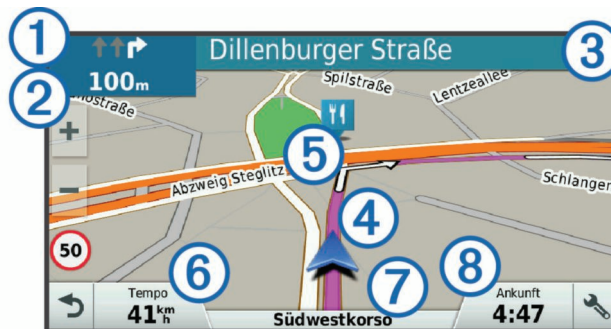 1
Dillenburger Straße
3
100m
2
Spilstraße
Lentzeallee
+
5
Abzweig Steglitz
Schlangen
−
4
50
6
8
7
Tempo
Ankunft
41 km/h
Südwestkorso
4:47